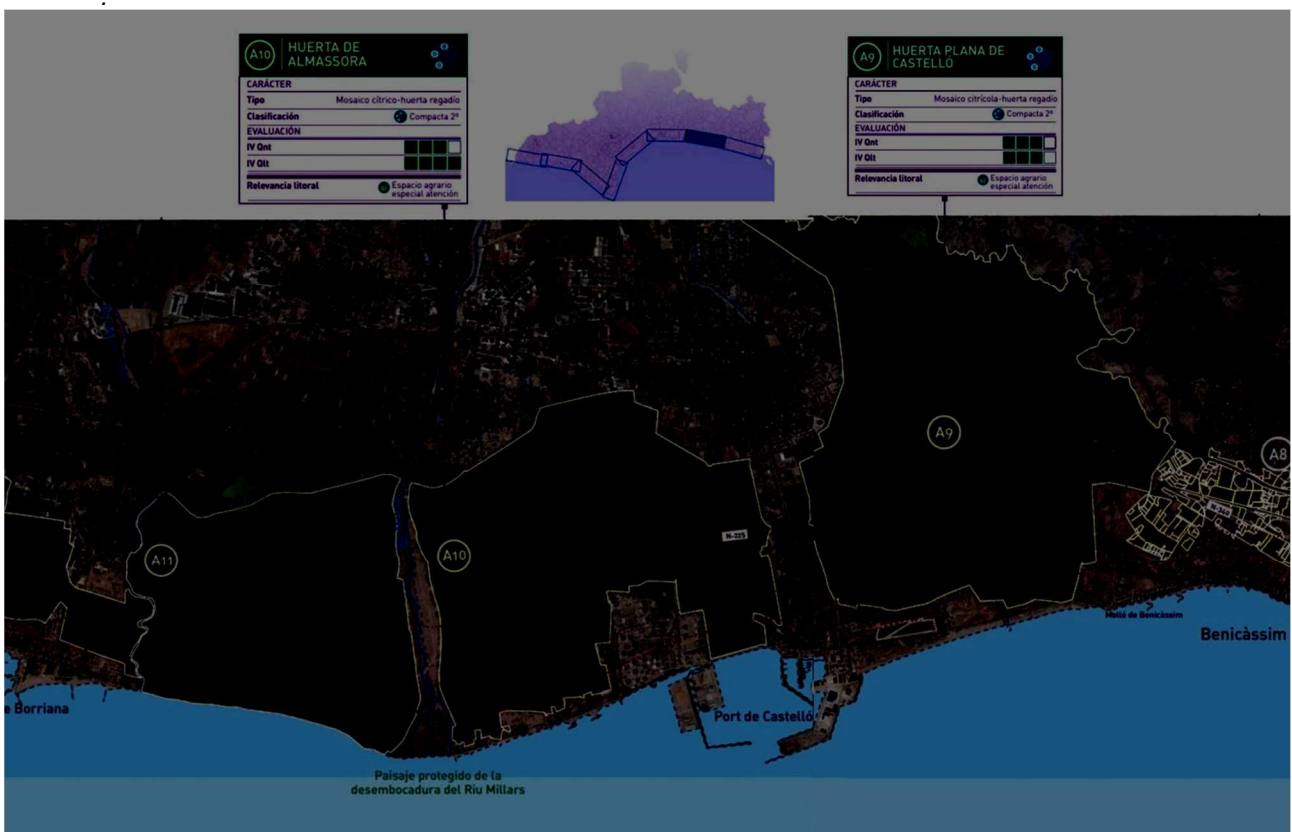 A10 HUERTA DE
ALMASSORA
CARÁCTER
Tipo Mosaico cítrico-huerta regadío
Clasificación Compacta 2ª
EVALUACIÓN
IV Qnt
IV Qlt
Relevancia litoral Espacio agrario
especial atención
A9 HUERTA PLANA DE
CASTELLÓ
CARÁCTER
Tipo Mosaico citrícola-huerta regadío
Clasificación Compacta 2ª
EVALUACIÓN
IV Qnt
IV Qlt
Relevancia litoral Espacio agrario
especial atención
A9
A8
N-340
N-225
A11
A10
Molló de Benicàssim
Benicàssim
e Borriana
Port de Castelló
Paisaje protegido de la
desembocadura del Riu Millars